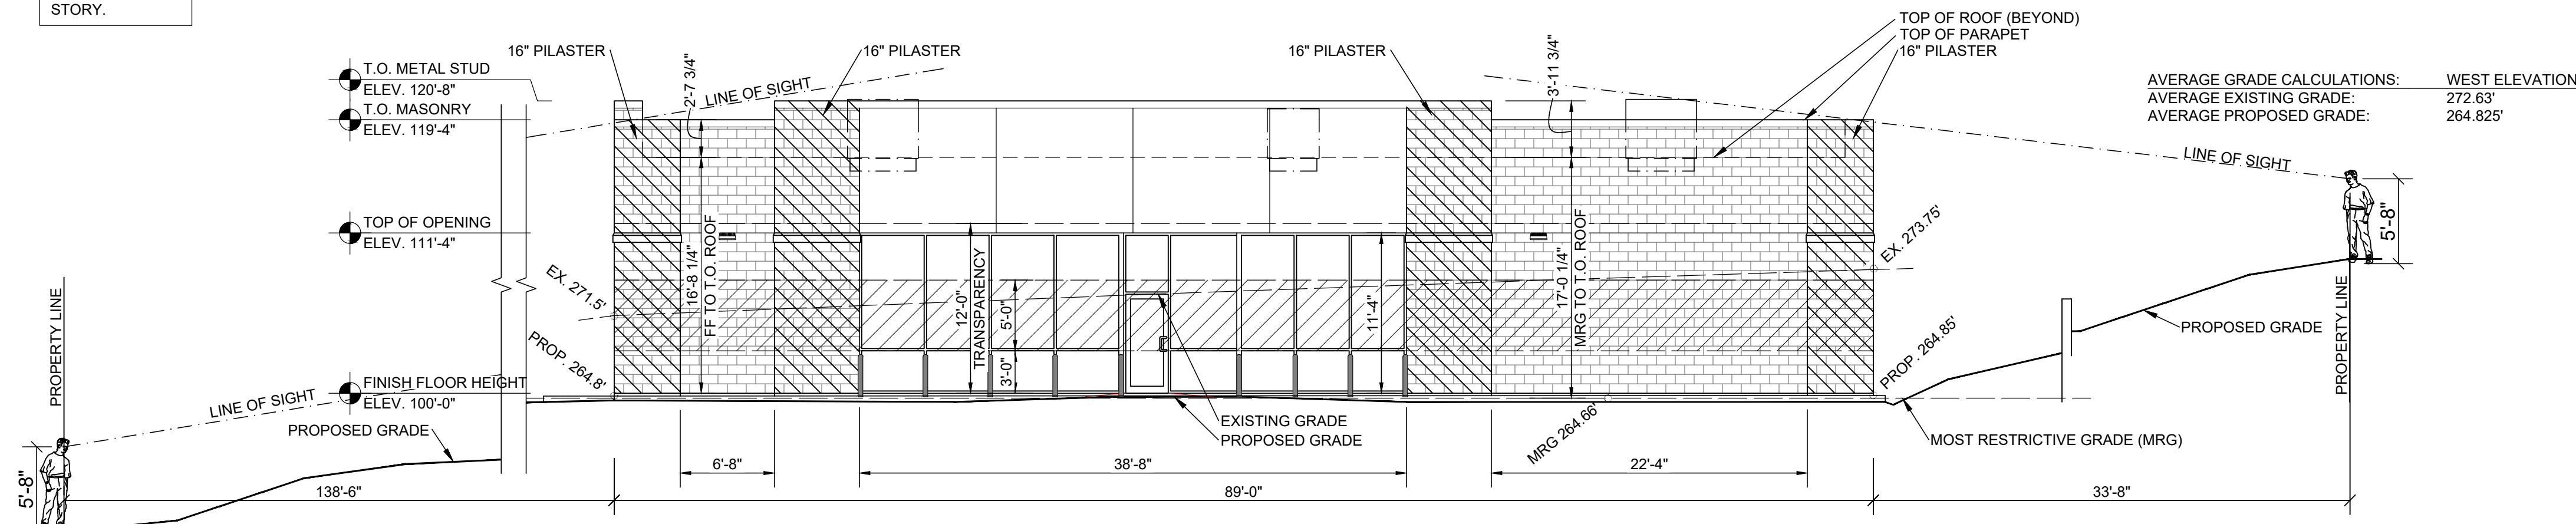 STORY.
TOP OF ROOF (BEYOND)
TOP OF PARAPET
16" PILASTER
16" PILASTER
16" PILASTER
16" PILASTER
T.O. METAL STUD
ELEV. 120'-8"
T.O. MASONRY
ELEV. 119'-4"
2'-7 3/4"
LINE OF SIGHT
3'-11 3/4"
AVERAGE GRADE CALCULATIONS: WEST ELEVATION
AVERAGE EXISTING GRADE: 272.63'
AVERAGE PROPOSED GRADE: 264.825'
LINE OF SIGHT
5'-8"
TOP OF OPENING
ELEV. 111'-4"
EX. 271.5'
PROP. 264.8'
16'-8 1/4"
FF TO T.O. ROOF
12'-0"
TRANSPARENCY
5'-0"
3'-0"
11'-4"
17'-0 1/4"
MRG TO T.O. ROOF
EX. 273.75'
PROP. 264.85'
PROPOSED GRADE
PROPERTY LINE
PROPERTY LINE
FINISH FLOOR HEIGHT
ELEV. 100'-0"
LINE OF SIGHT
PROPOSED GRADE
EXISTING GRADE
PROPOSED GRADE
MRG 264.66'
MOST RESTRICTIVE GRADE (MRG)
5'-8"
6'-8"
38'-8"
22'-4"
138'-6"
89'-0"
33'-8"